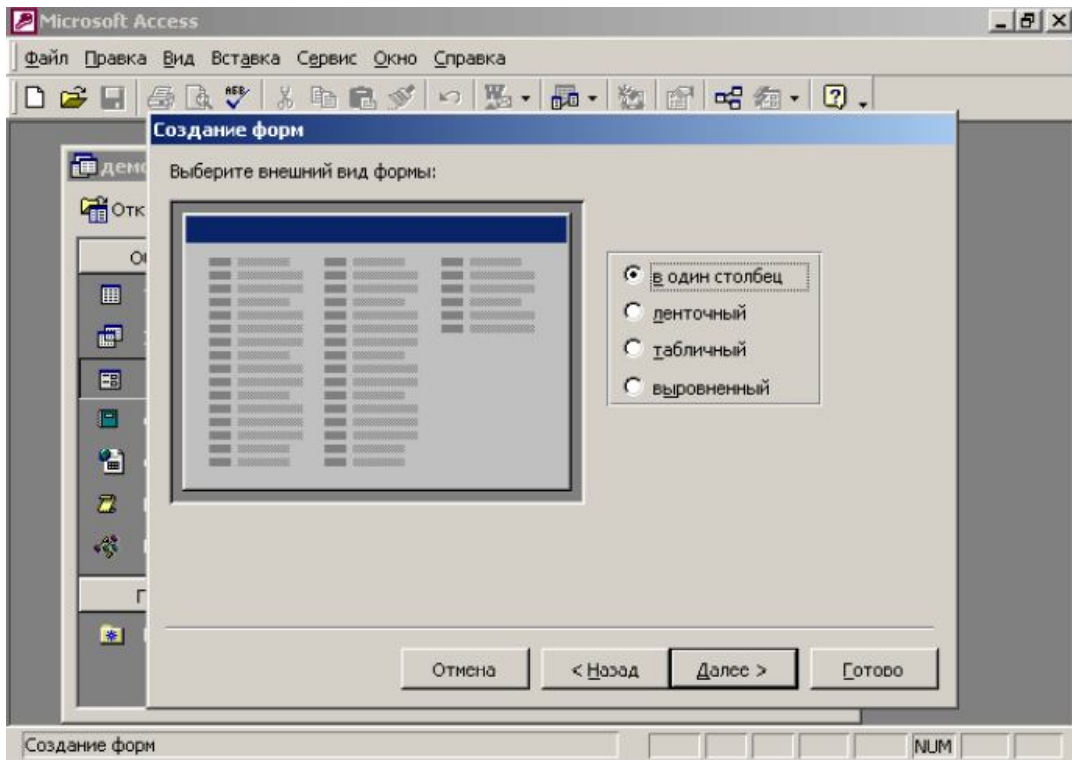 Microsoft Access
Файл Правка Вид Вставка Сервис Окно Справка
Создание форм
Выберите внешний вид формы:
в один столбец
ленточный
табличный
выровненный
Отмена < Назад Далее > Готово
Создание форм NUM